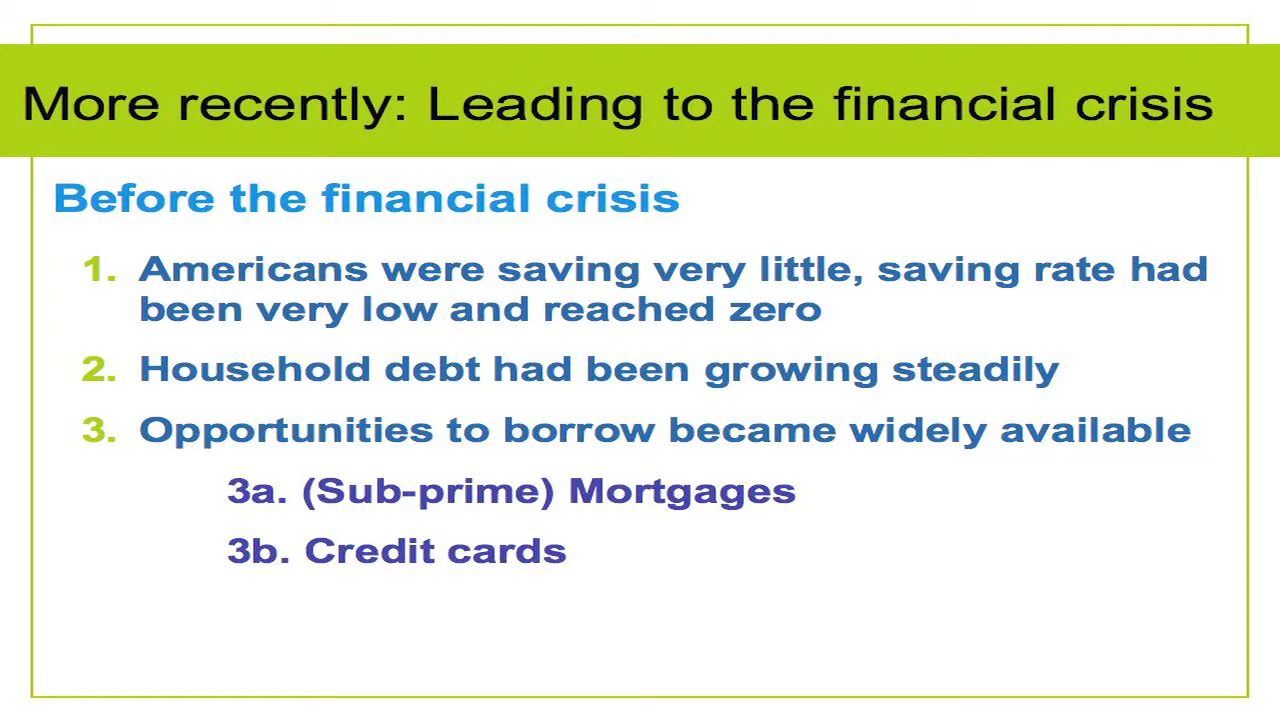 More recently: Leading to the financial crisis
Before the financial crisis
1. Americans were saving very little, saving rate had
been very low and reached zero
2. Household debt had been growing steadily
3. Opportunities to borrow became widely available
3a. (Sub-prime) Mortgages
3b. Credit cards